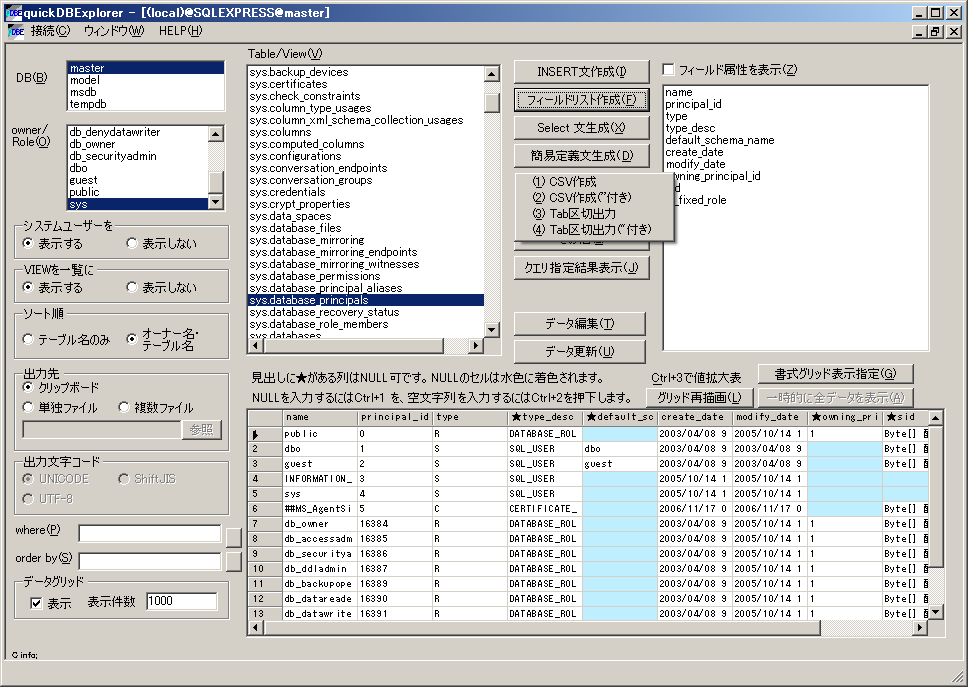 quickDBExplorer - [(local)@SQLEXPRESS@master]
接続(C) ウィンドウ(W) HELP(H)
DB(B)
master
model
msdb
tempdb
owner/
Role(O)
db_denydatawriter
db_owner
db_securityadmin
dbo
guest
public
sys
システムユーザーを
表示する 表示しない
VIEWを一覧に
表示する 表示しない
ソート順
テーブル名のみ オーナー名・
テーブル名
出力先
クリップボード
単独ファイル 複数ファイル
参照
出力文字コード
UNICODE ShiftJIS
UTF-8
where(P)
order by(S)
データグリッド
表示 表示件数 1000
Table/View(V)
sys.backup_devices
sys.certificates
sys.check_constraints
sys.column_type_usages
sys.column_xml_schema_collection_usages
sys.columns
sys.computed_columns
sys.configurations
sys.conversation_endpoints
sys.conversation_groups
sys.credentials
sys.crypt_properties
sys.data_spaces
sys.database_files
sys.database_mirroring
sys.database_mirroring_endpoints
sys.database_mirroring_witnesses
sys.database_permissions
sys.database_principal_aliases
sys.database_principals
sys.database_recovery_status
sys.database_role_members
sys.databases
INSERT文作成(I)
フィールドリスト作成(F)
Select 文生成(X)
簡易定義文生成(D)
(1) CSV作成
(2) CSV作成("付き)
(3) Tab区切出力
(4) Tab区切出力("付き)
クエリ指定結果表示(J)
データ編集(T)
データ更新(U)
フィールド属性を表示(Z)
name
principal_id
type
type_desc
default_schema_name
create_date
modify_date
owning_principal_id
_fixed_role
見出しに★がある列はNULL可です。NULLのセルは水色に着色されます。 Ctrl+3で値拡大表 書式グリッド表示指定(G)
NULLを入力するにはCtrl+1 を、空文字列を入力するにはCtrl+2を押下します。 グリッド再描画(L) 一時的に全データを表示(A)
name principal_id type ★type_desc ★default_sc create_date modify_date ★owning_pri ★sid
public 0 R DATABASE_ROL 2003/04/08 9 2005/10/14 1 1 Byte[]
2 dbo 1 S SQL_USER dbo 2003/04/08 9 2003/04/08 9 Byte[]
3 guest 2 S SQL_USER guest 2003/04/08 9 2003/04/08 9 Byte[]
4 INFORMATION_ 3 S SQL_USER 2005/10/14 1 2005/10/14 1
5 sys 4 S SQL_USER 2005/10/14 1 2005/10/14 1
6 ##MS_AgentSi 5 C CERTIFICATE_ 2006/11/17 0 2006/11/17 0 Byte[]
7 db_owner 16384 R DATABASE_ROL 2003/04/08 9 2005/10/14 1 1 Byte[]
8 db_accessadm 16385 R DATABASE_ROL 2003/04/08 9 2005/10/14 1 1 Byte[]
9 db_securitya 16386 R DATABASE_ROL 2003/04/08 9 2005/10/14 1 1 Byte[]
10 db_ddladmin 16387 R DATABASE_ROL 2003/04/08 9 2005/10/14 1 1 Byte[]
11 db_backupope 16389 R DATABASE_ROL 2003/04/08 9 2005/10/14 1 1 Byte[]
12 db_datareade 16390 R DATABASE_ROL 2003/04/08 9 2005/10/14 1 1 Byte[]
13 db_datawrite 16391 R DATABASE_ROL 2003/04/08 9 2005/10/14 1 1 Byte[]